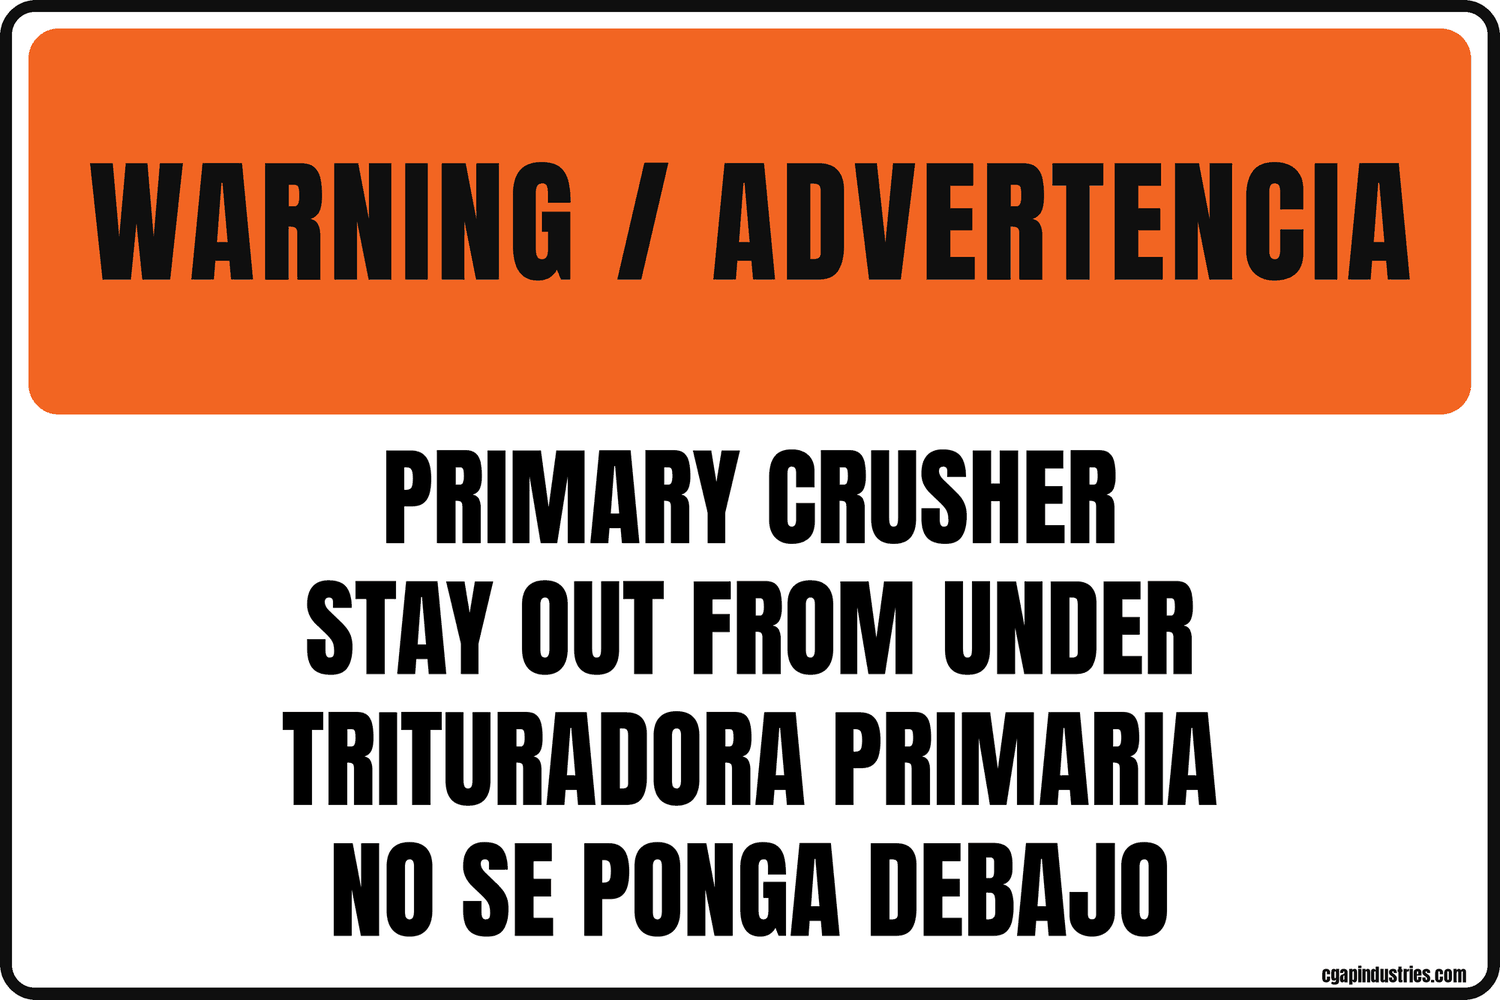 WARNING / ADVERTENCIA
PRIMARY CRUSHER
STAY OUT FROM UNDER
TRITURADORA PRIMARIA
NO SE PONGA DEBAJO
cgapindustries.com